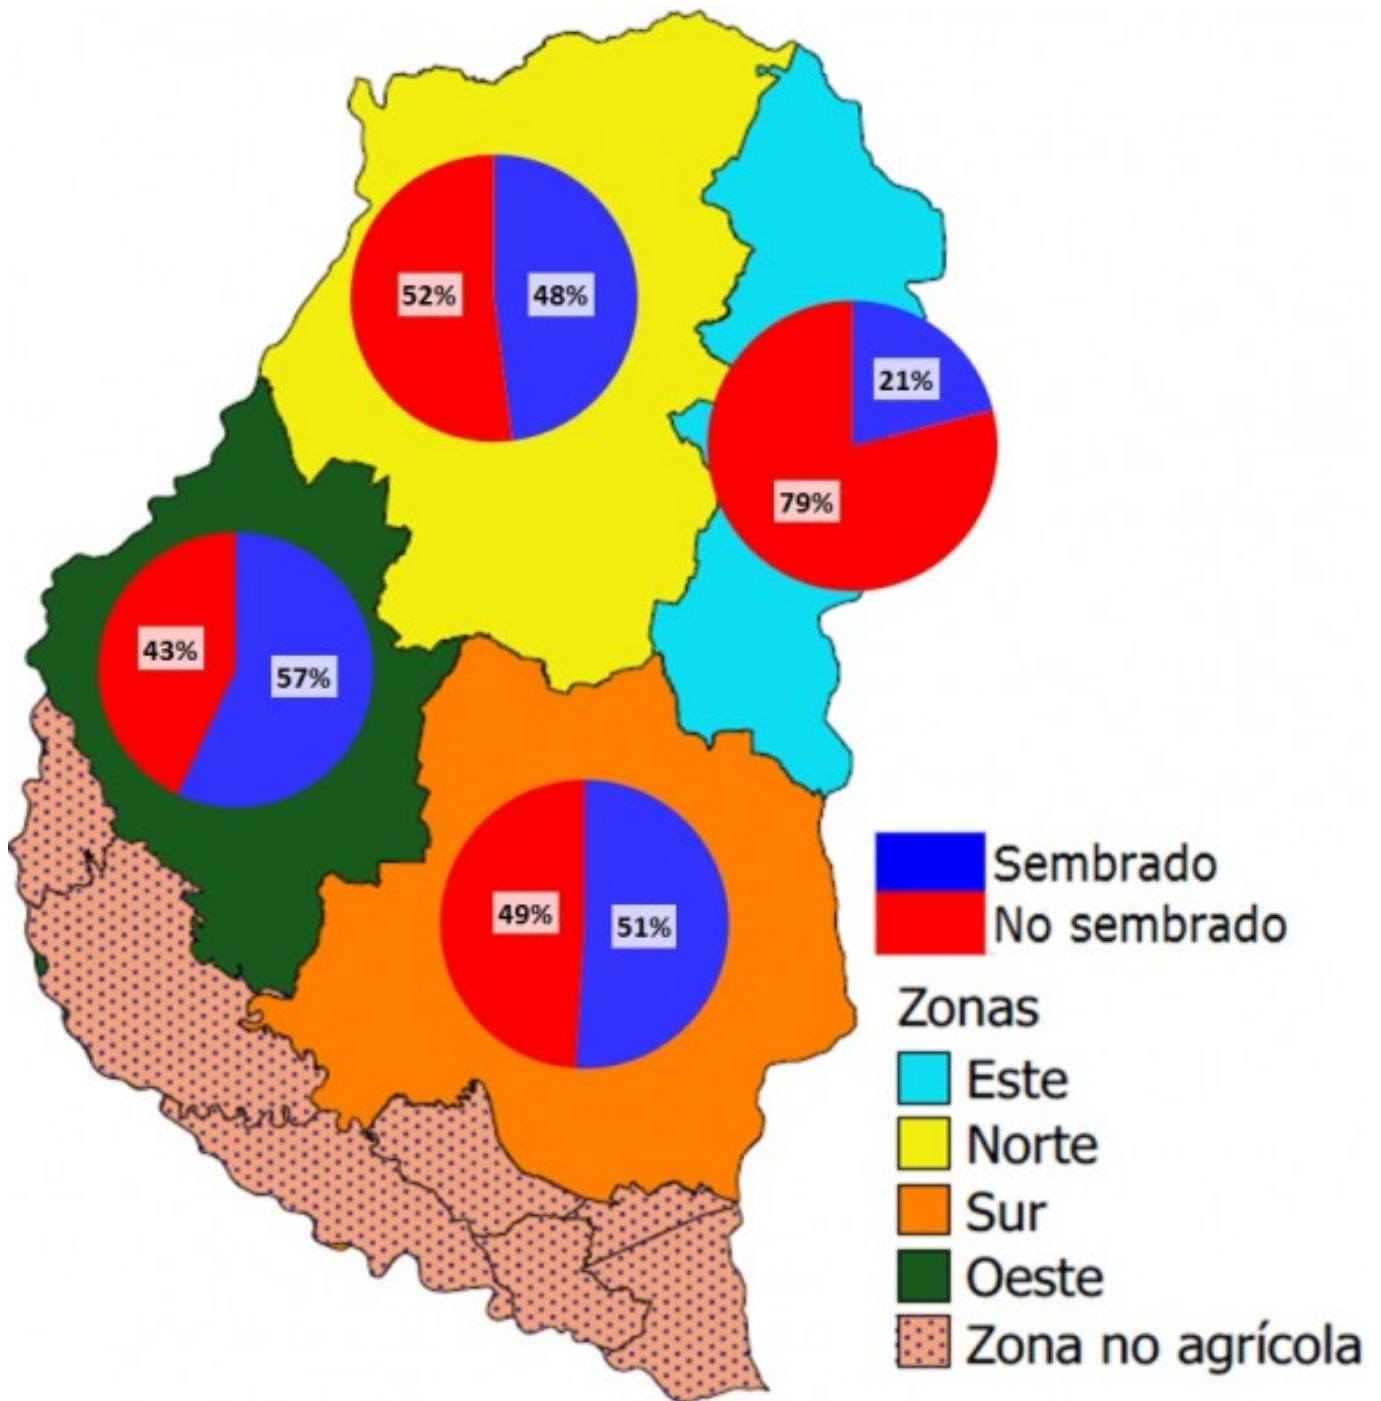 52%
48%
21%
79%
43%
57%
49%
51%
Sembrado
No sembrado
Zonas
Este
Norte
Sur
Oeste
Zona no agrícola